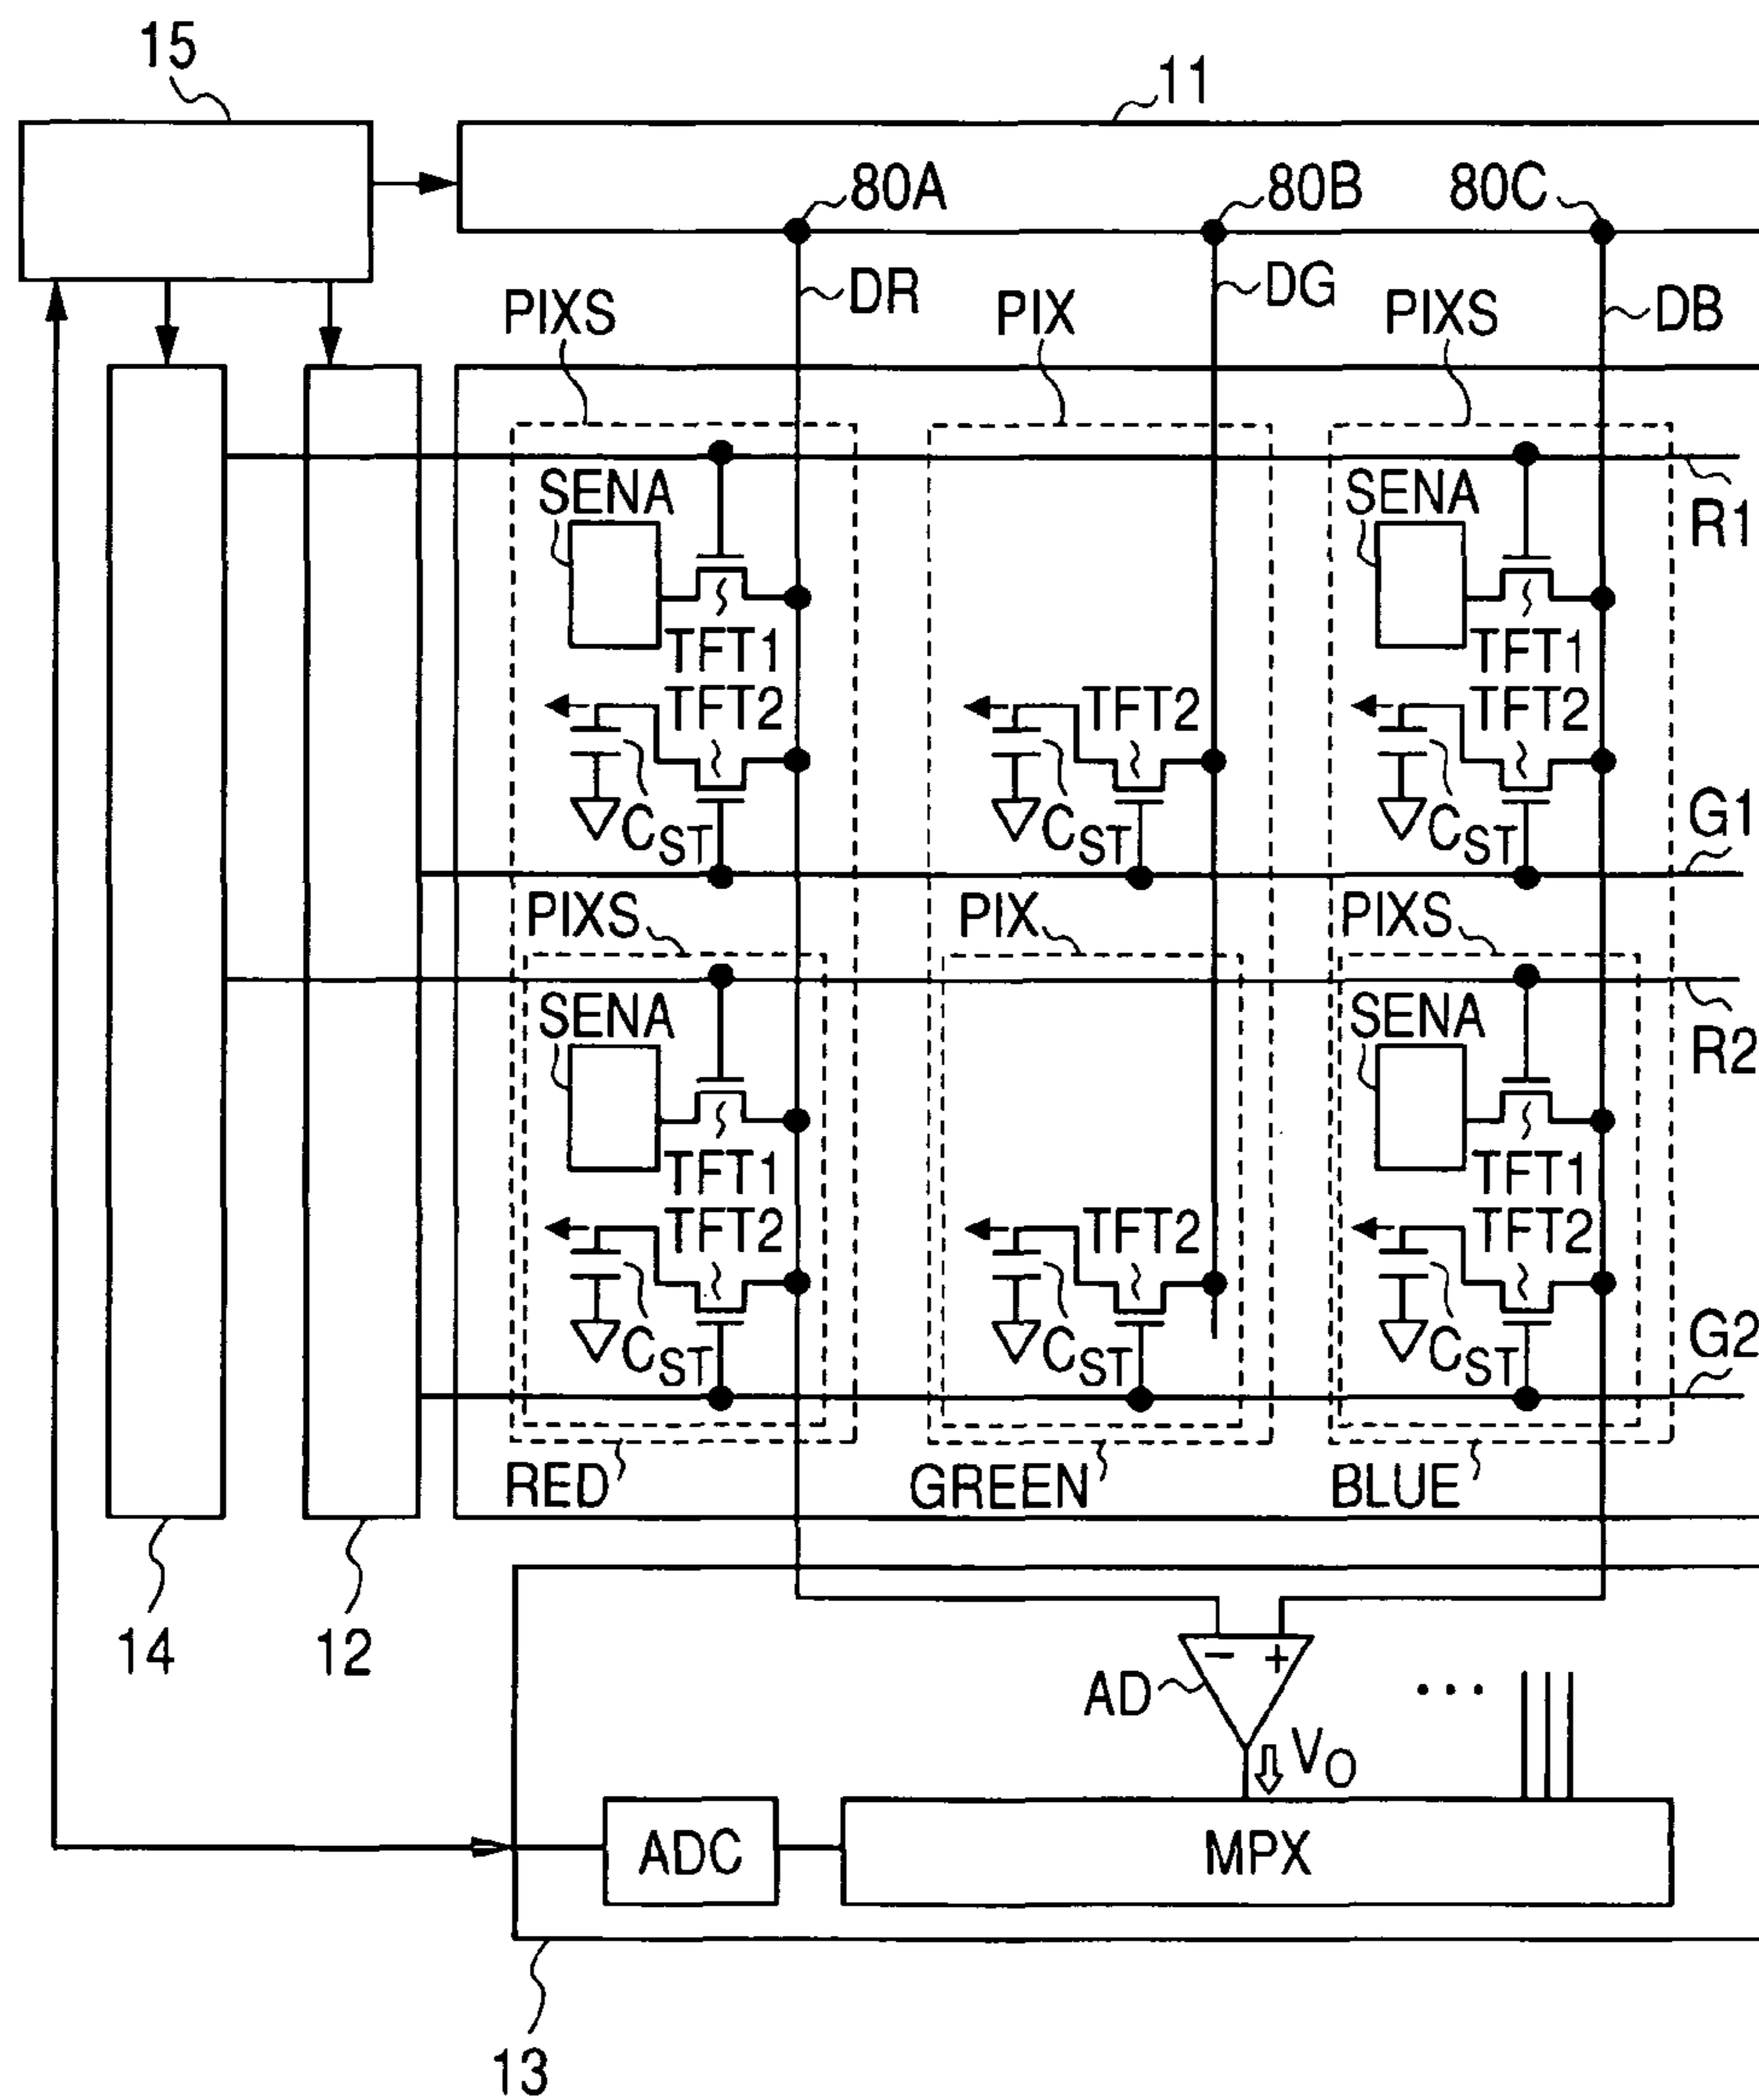 15
11
80A
80B
80C
DR
DG
DB
PIXS
PIX
PIXS
SENA
SENA
R1
TFT1
TFT1
TFT2
TFT2
TFT2
CST
CST
CST
G1
PIXS
PIX
PIXS
SENA
SENA
R2
TFT1
TFT1
TFT2
TFT2
TFT2
CST
CST
CST
G2
RED
GREEN
BLUE
14
12
− +
AD
...
VO
ADC
MPX
13